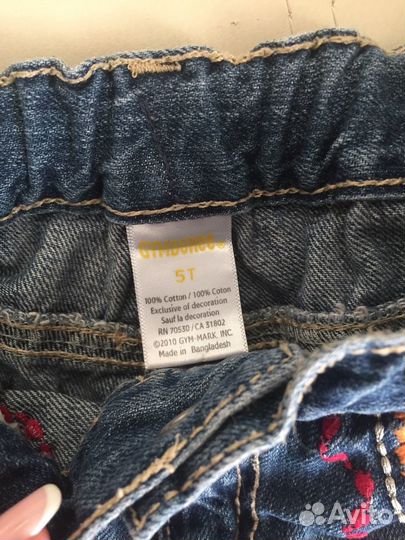 GYMBOREE
5T
100% Cotton / 100% Coton
Exclusive of decoration
Sauf la decoration
RN 70530 / CA 31802
©2010 GYM-MARK, INC.
Made in Bangladesh
Avito